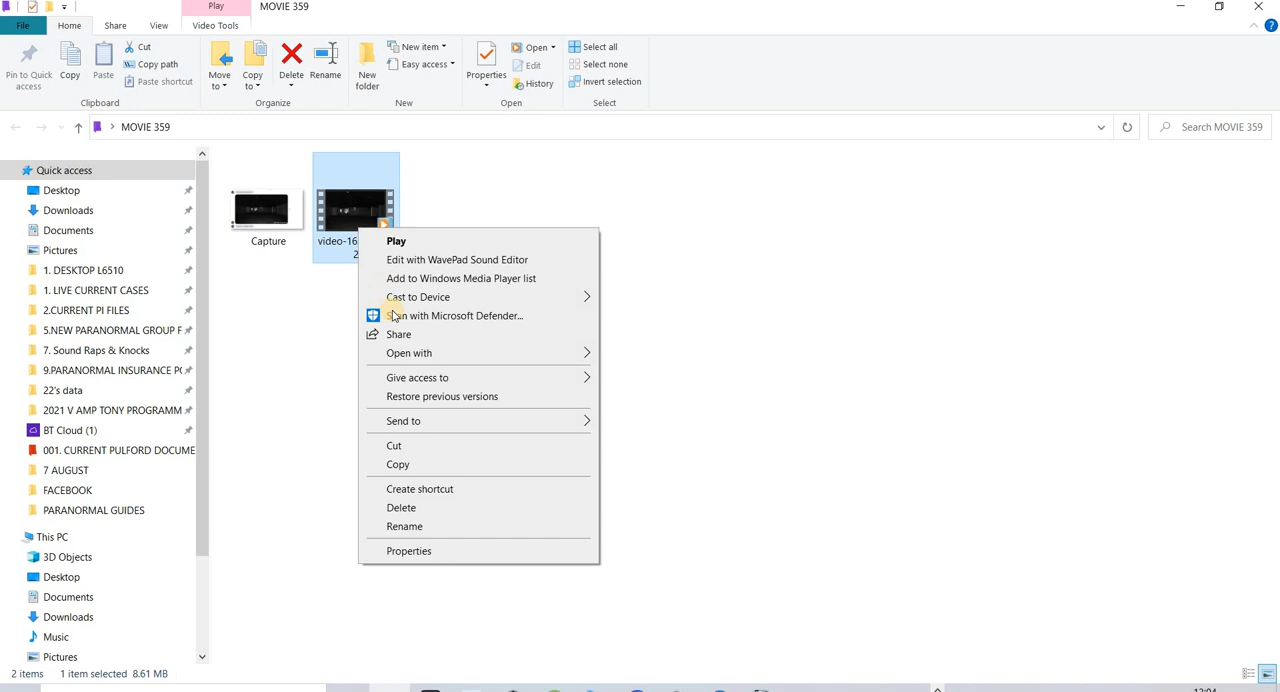 Play
MOVIE 359
File
Home
Share
View
Video Tools
Pin to Quick
access
Copy
Paste
Cut
Copy path
Paste shortcut
Clipboard
Move
to
Copy
to
Delete
Rename
Organize
New
folder
New item
Easy access
New
Properties
Open
Edit
History
Open
Select all
Select none
Invert selection
Select
MOVIE 359
Search MOVIE 359
Quick access
Desktop
Downloads
Documents
Pictures
1. DESKTOP L6510
1. LIVE CURRENT CASES
2.CURRENT PI FILES
5.NEW PARANORMAL GROUP F
7. Sound Raps & Knocks
9.PARANORMAL INSURANCE P(
22's data
2021 V AMP TONY PROGRAMM
BT Cloud (1)
001. CURRENT PULFORD DOCUME
7 AUGUST
FACEBOOK
PARANORMAL GUIDES
This PC
3D Objects
Desktop
Documents
Downloads
Music
Pictures
Capture
video-16
2
Play
Edit with WavePad Sound Editor
Add to Windows Media Player list
Cast to Device
Scan with Microsoft Defender...
Share
Open with
Give access to
Restore previous versions
Send to
Cut
Copy
Create shortcut
Delete
Rename
Properties
2 items
1 item selected 8.61 MB
12:04